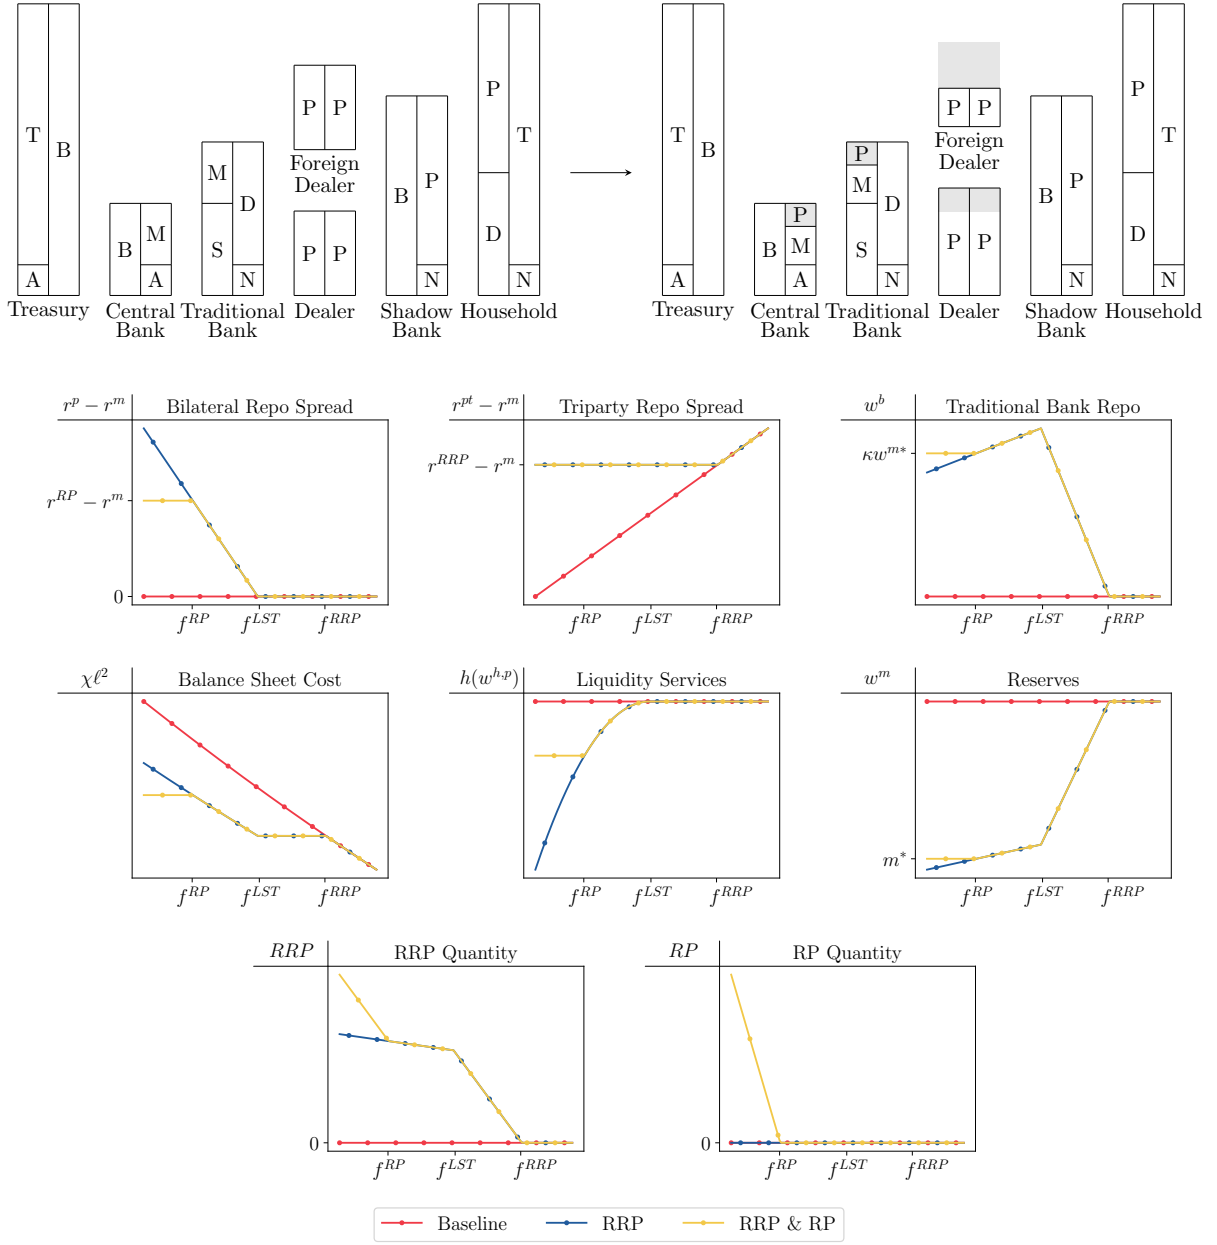 T B A
Treasury
B M A
Central
Bank
M S D N
Traditional
Bank
P P
Foreign
Dealer
P P
Dealer
B P N
Shadow
Bank
P D T N
Household
T B A
Treasury
B P M A
Central
Bank
P M S D N
Traditional
Bank
P P
Foreign
Dealer
P P
Dealer
B P N
Shadow
Bank
P D T N
Household
r^p − r^m Bilateral Repo Spread
r^{RP} − r^m
0
f^{RP} f^{LST} f^{RRP}
r^{pt} − r^m Triparty Repo Spread
r^{RRP} − r^m
f^{RP} f^{LST} f^{RRP}
w^b Traditional Bank Repo
κw^{m*}
f^{RP} f^{LST} f^{RRP}
χℓ^2 Balance Sheet Cost
f^{RP} f^{LST} f^{RRP}
h(w^{h,p}) Liquidity Services
f^{RP} f^{LST} f^{RRP}
w^m Reserves
m^*
f^{RP} f^{LST} f^{RRP}
RRP RRP Quantity
0
f^{RP} f^{LST} f^{RRP}
RP RP Quantity
0
f^{RP} f^{LST} f^{RRP}
Baseline RRP RRP & RP